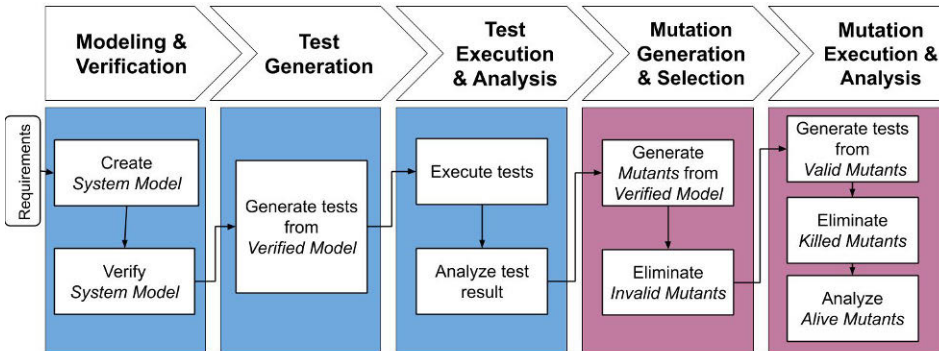 Modeling &
Verification
Test
Generation
Test
Execution
& Analysis
Mutation
Generation
& Selection
Mutation
Execution &
Analysis
Requirements
Create
System Model
Verify
System Model
Generate tests
from
Verified Model
Execute tests
Analyze test
result
Generate
Mutants from
Verified Model
Eliminate
Invalid Mutants
Generate tests
from
Valid Mutants
Eliminate
Killed Mutants
Analyze
Alive Mutants